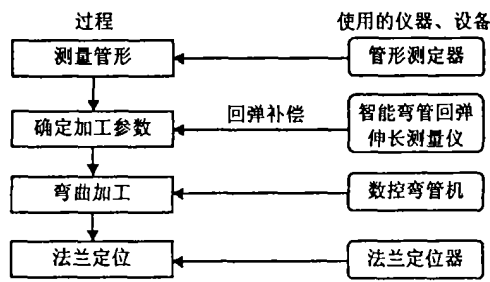 过程 使用的仪器、设备
测量管形 管形测定器
确定加工参数 回弹补偿 智能弯管回弹
伸长测量仪
弯曲加工 数控弯管机
法兰定位 法兰定位器